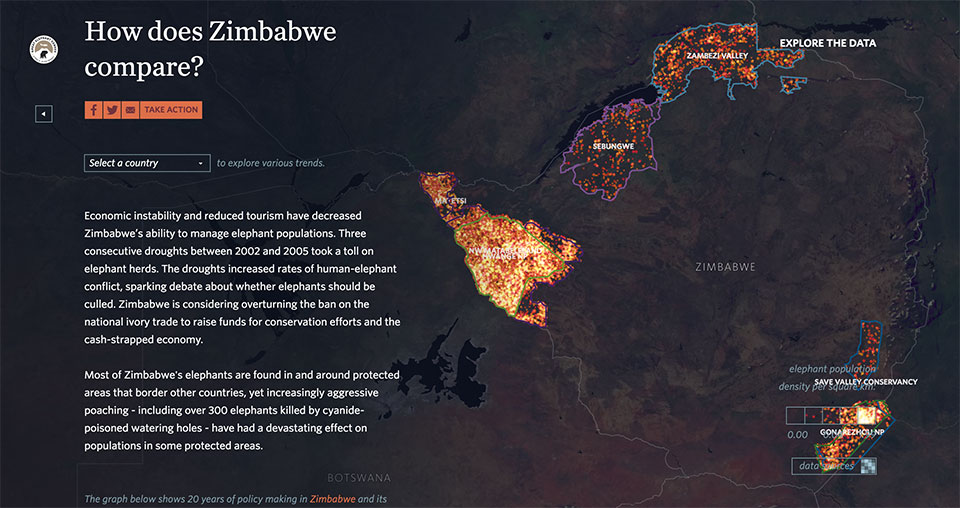 How does Zimbabwe
compare?
EXPLORE THE DATA
TAKE ACTION
Select a country
to explore various trends.
Economic instability and reduced tourism have decreased
Zimbabwe's ability to manage elephant populations. Three
consecutive droughts between 2002 and 2005 took a toll on
elephant herds. The droughts increased rates of human-elephant
conflict, sparking debate about whether elephants should be
culled. Zimbabwe is considering overturning the ban on the
national ivory trade to raise funds for conservation efforts and the
cash-strapped economy.
Most of Zimbabwe's elephants are found in and around protected
areas that border other countries, yet increasingly aggressive
poaching - including over 300 elephants killed by cyanide-
poisoned watering holes - have had a devastating effect on
populations in some protected areas.
The graph below shows 20 years of policy making in Zimbabwe and its
ZAMBEZI VALLEY
SEBUNGWE
ZIMBABWE
BOTSWANA
elephant population
density per square km.
SAVE VALLEY CONSERVANCY
GONAREZHOU NP
0.00
data sources